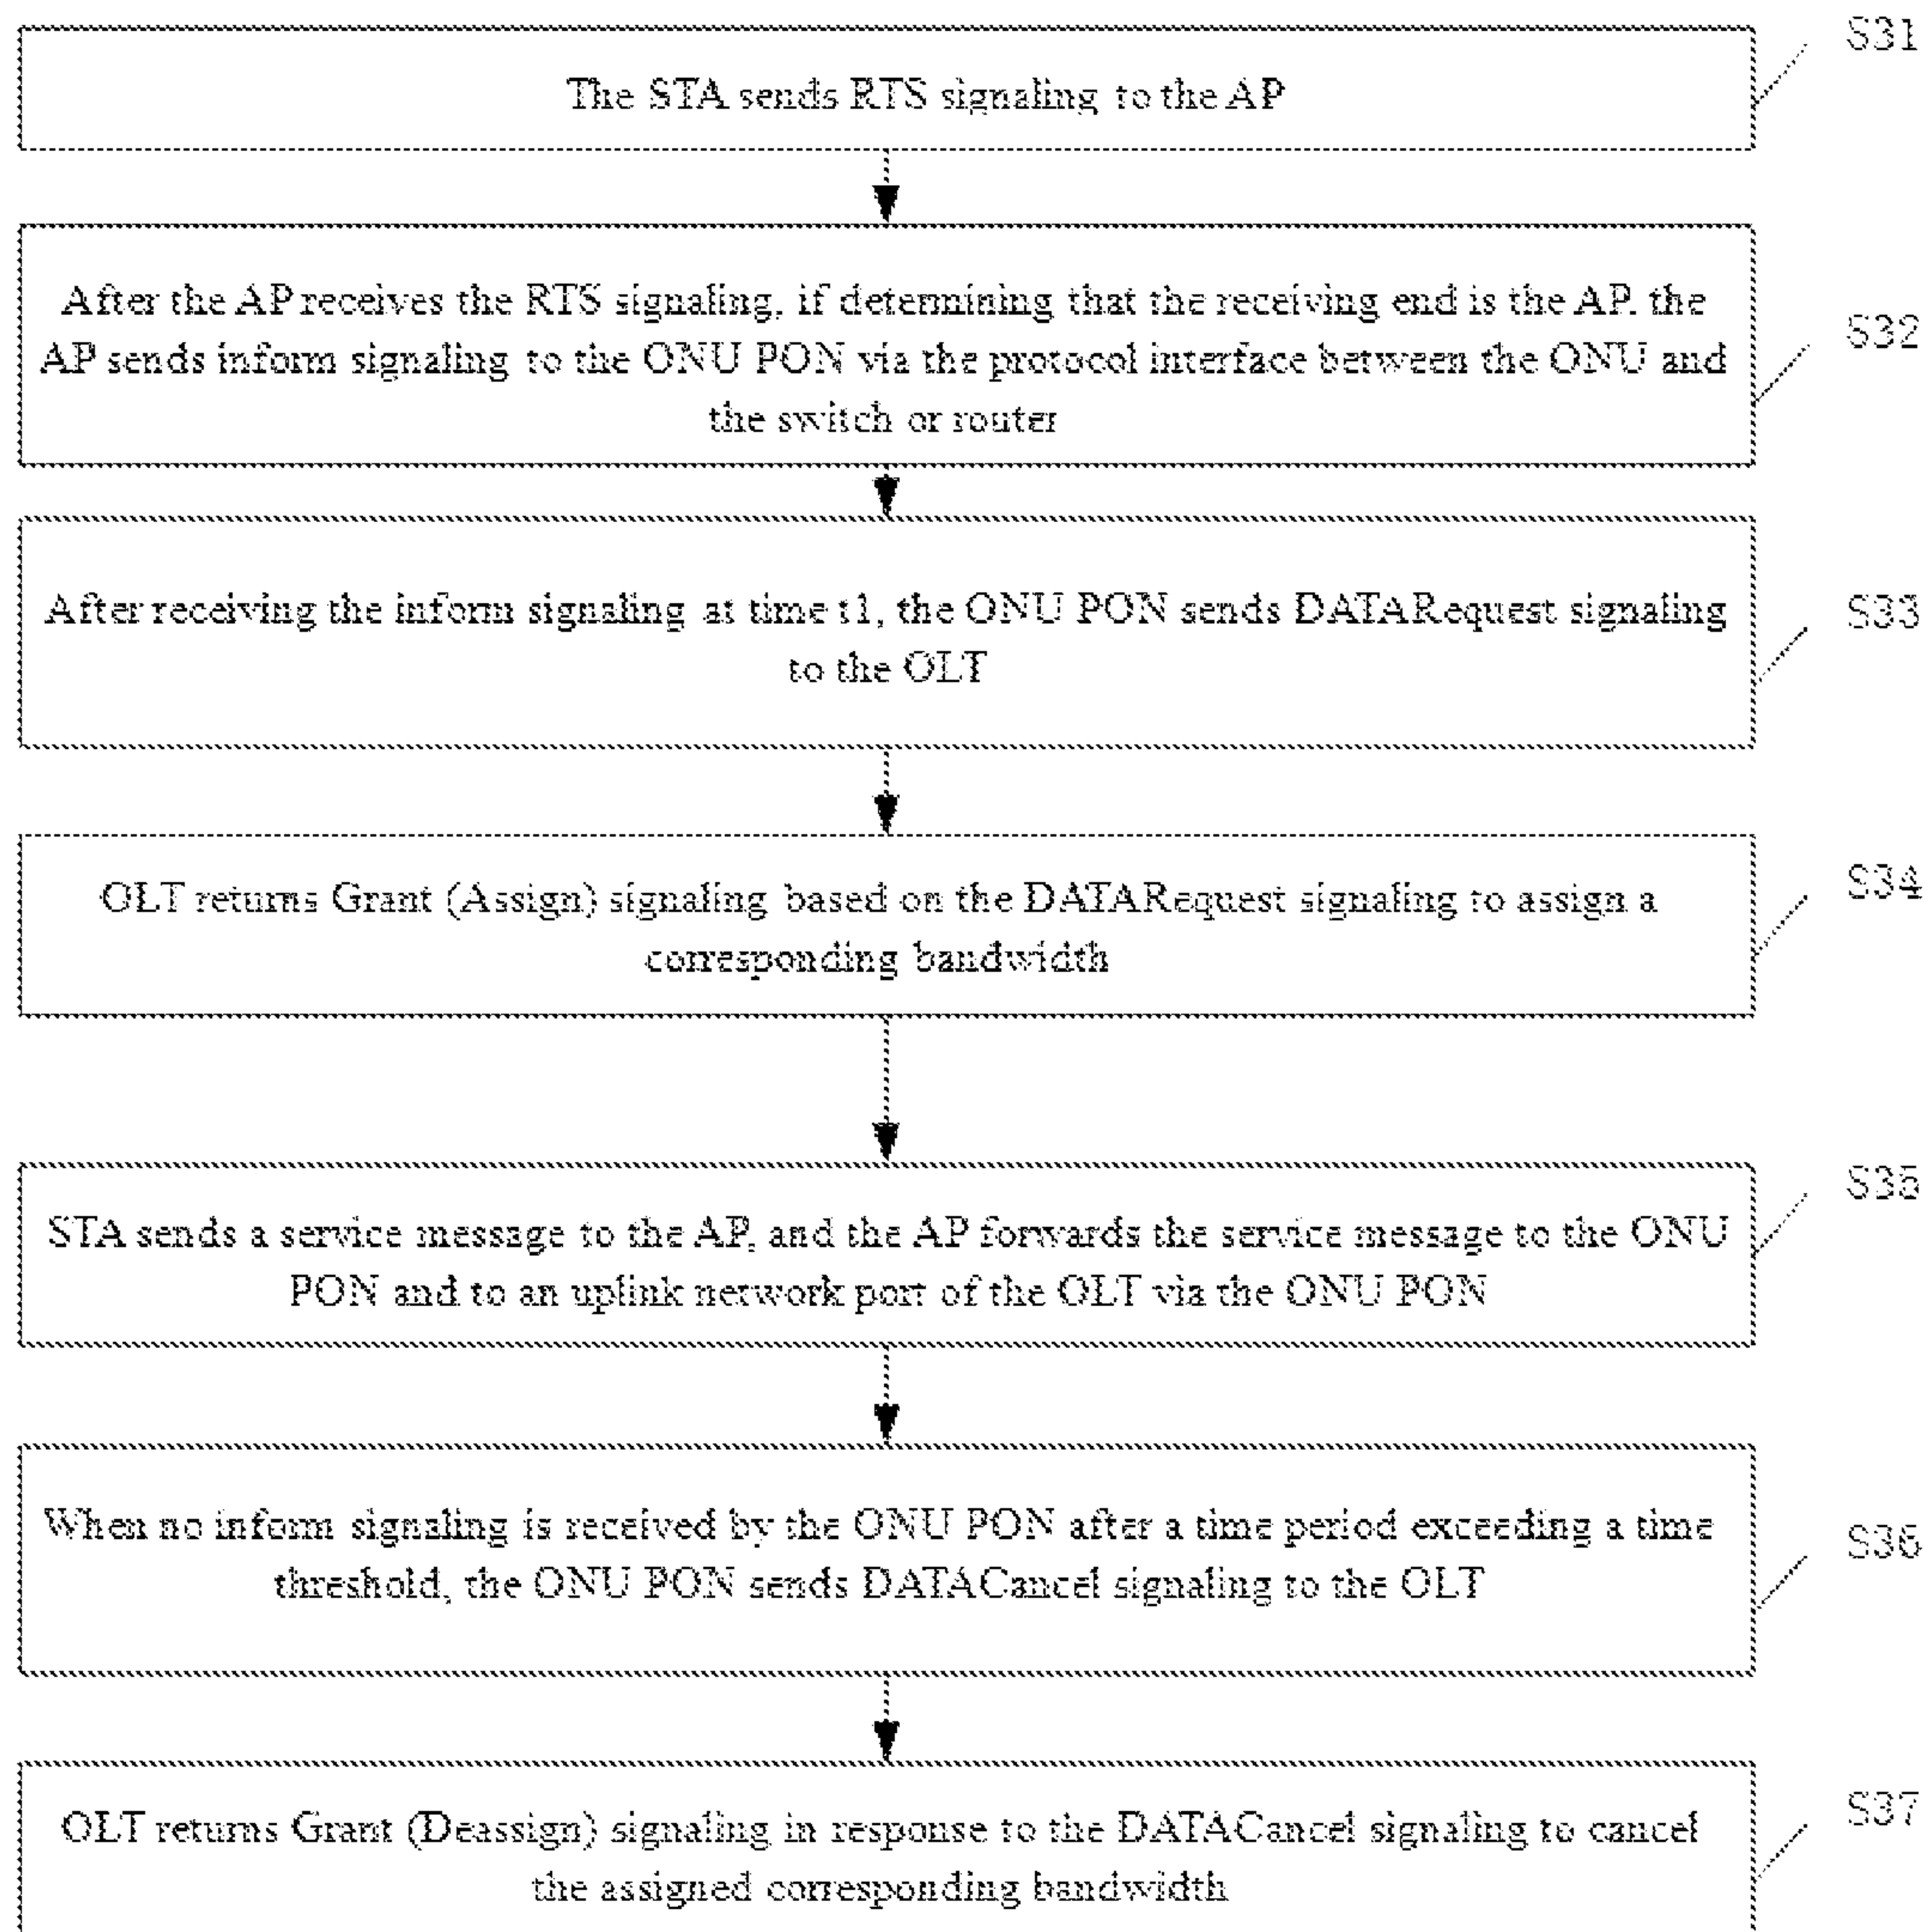 S31
The STA sends RTS signaling to the AP
After the AP receives the RTS signaling, if determining that the receiving end is the AP, the
S32
AP sends inform signaling to the ONU PON via the protocol interface between the ONU and
the switch or router
After receiving the inform signaling at time t1, the ONU PON sends DATARequest signaling
S33
to the OLT
OLT returns Grant (Assign) signaling based on the DATARequest signaling to assign a
S34
corresponding bandwidth
S35
STA sends a service message to the AP, and the AP forwards the service message to the ONU
PON and to an uplink network port of the OLT via the ONU PON
When no inform signaling is received by the ONU PON after a time period exceeding a time
S36
threshold, the ONU PON sends DATACancel signaling to the OLT
S37
OLT returns Grant (Deassign) signaling in response to the DATACancel signaling to cancel
the assigned corresponding bandwidth